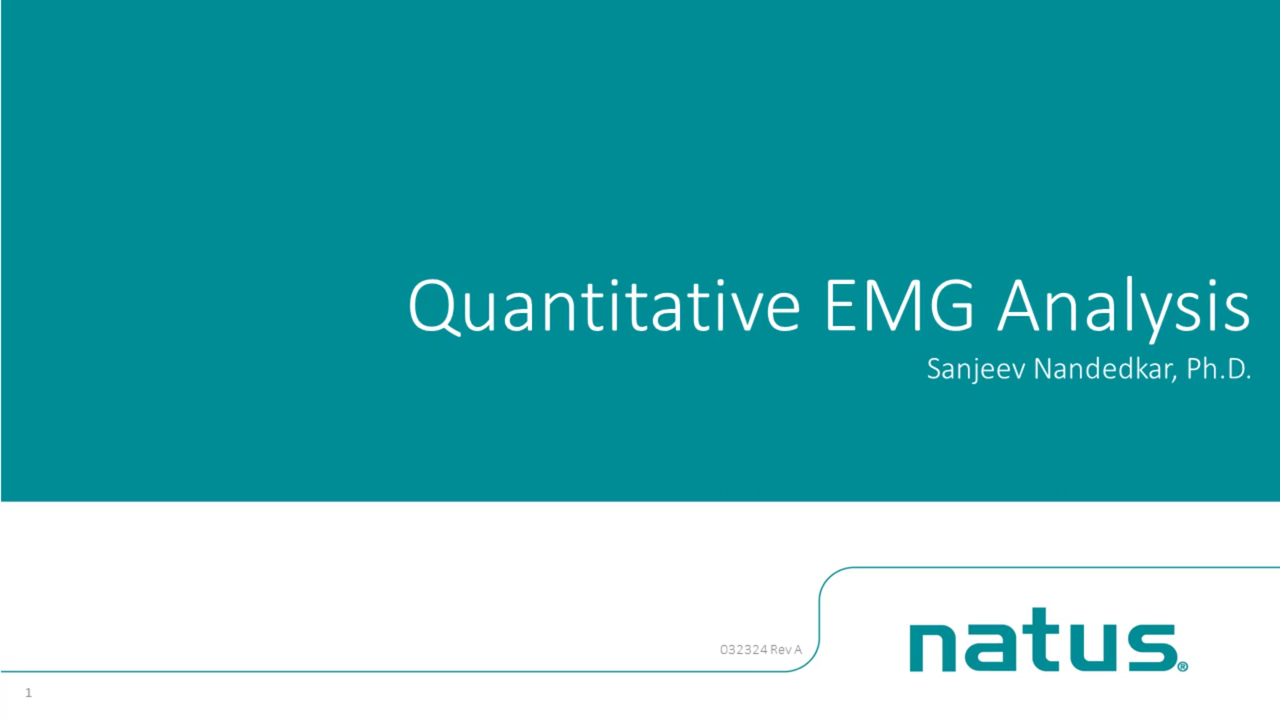 Quantitative EMG Analysis
Sanjeev Nandedkar, Ph.D.
032324 Rev A
natus®
1